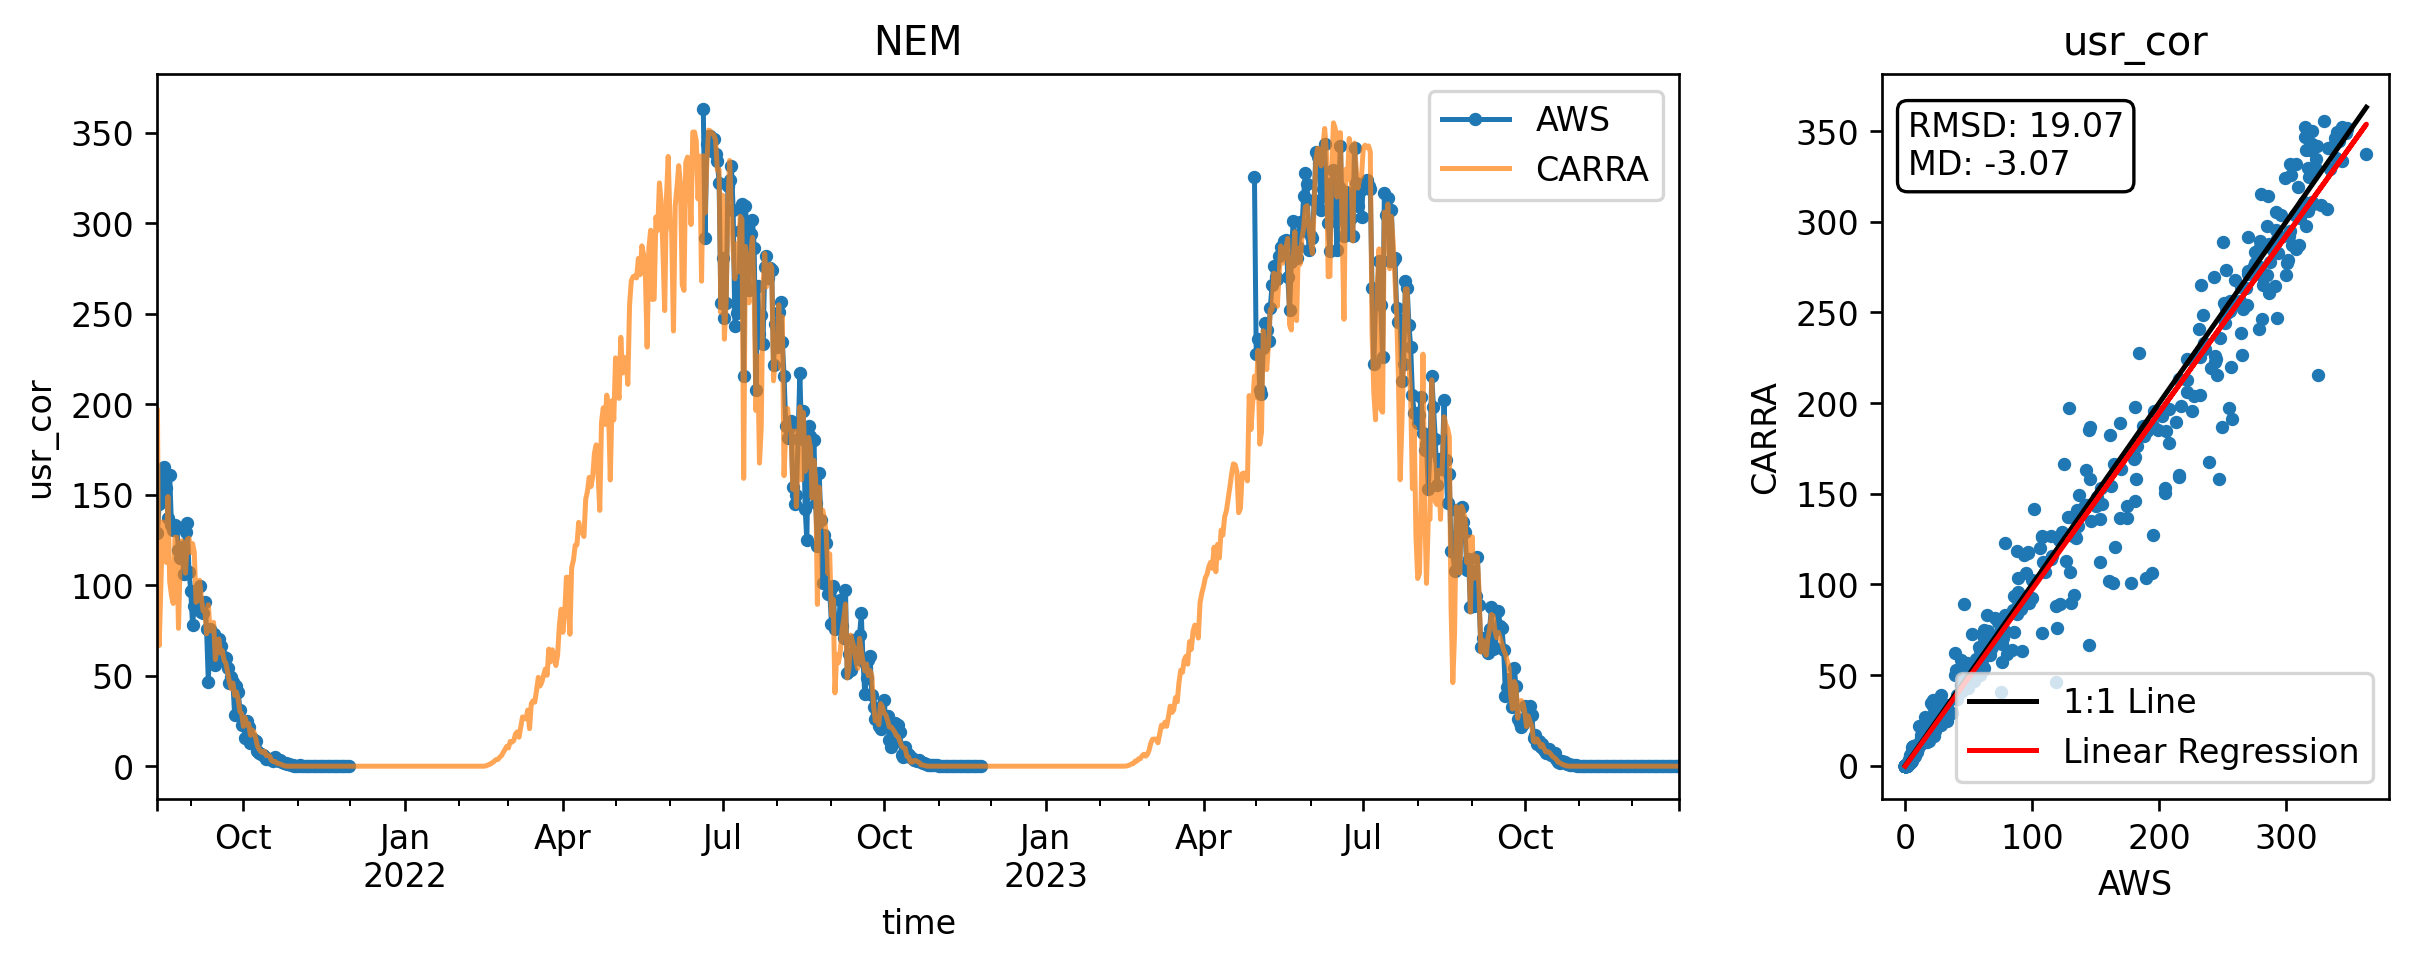 NEM
usr_cor
350
300
250
200
150
100
50
0
AWS
CARRA
Oct
Jan
2022
Apr
Jul
Oct
Jan
2023
Apr
Jul
Oct
time
usr_cor
RMSD: 19.07
MD: -3.07
CARRA
350
300
250
200
150
100
50
0
1:1 Line
Linear Regression
0
100
200
300
AWS